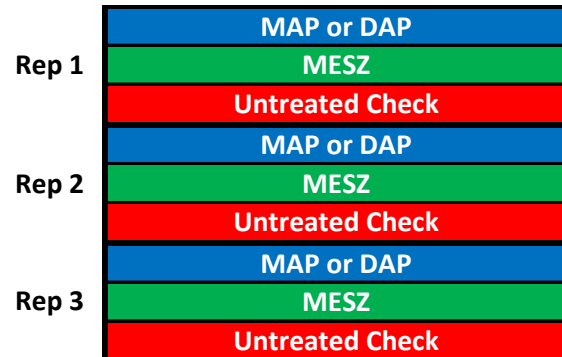 MAP or DAP
Rep 1 MESZ
Untreated Check
MAP or DAP
Rep 2 MESZ
Untreated Check
MAP or DAP
Rep 3 MESZ
Untreated Check